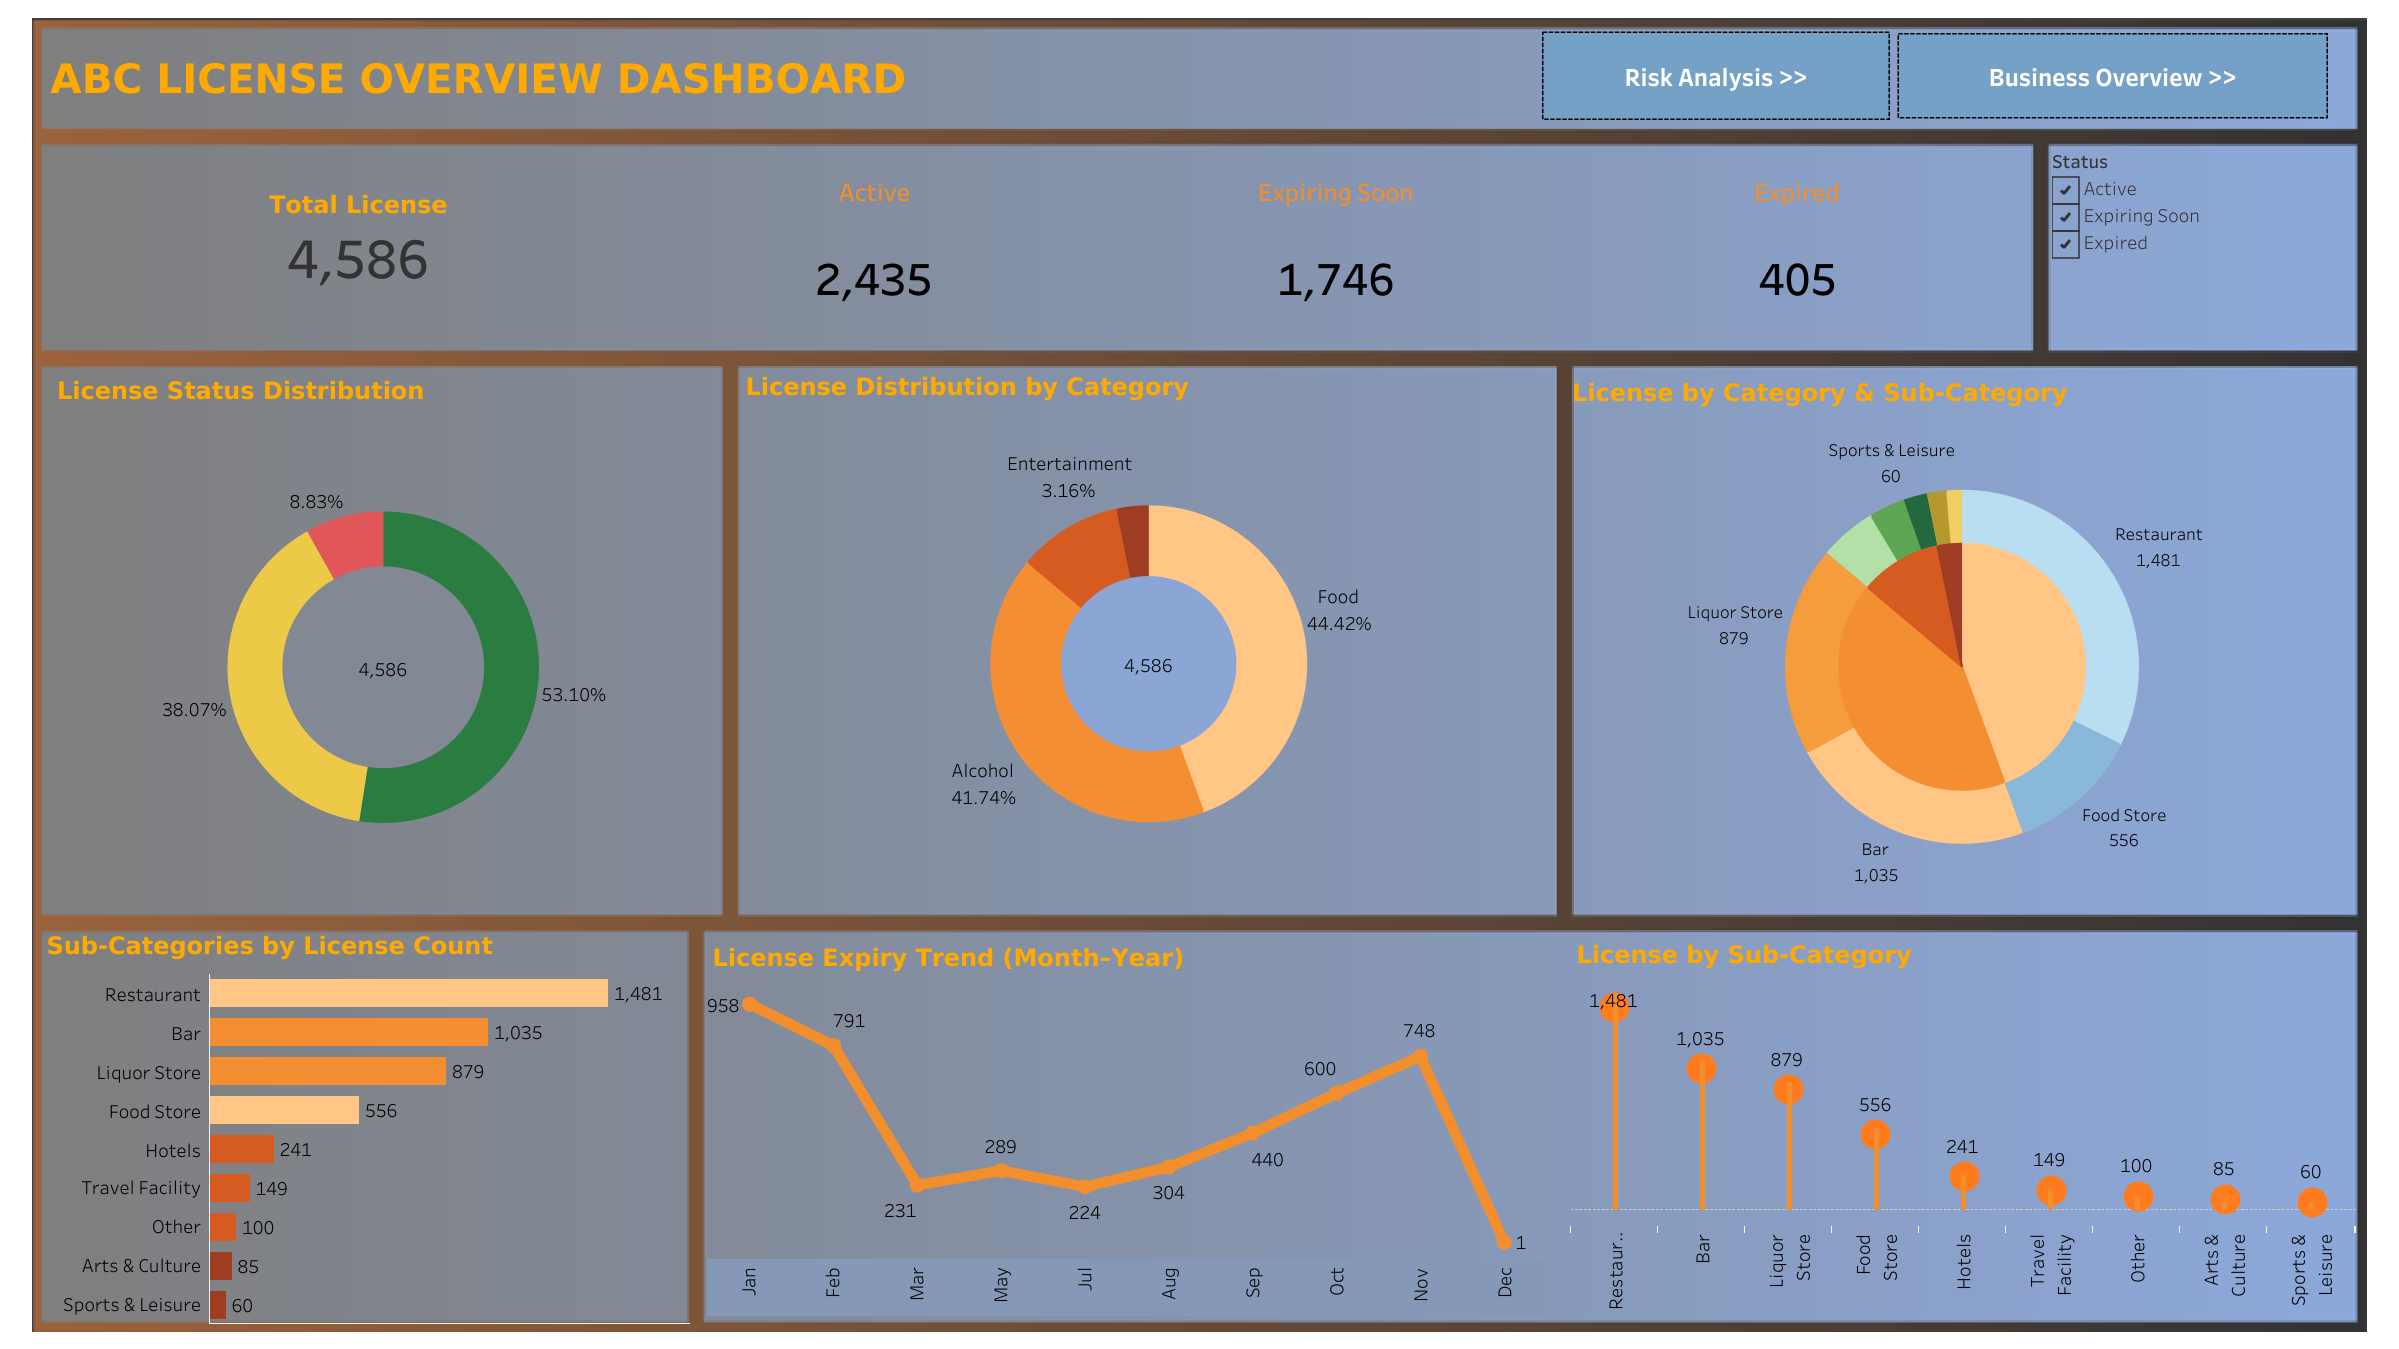 ABC LICENSE OVERVIEW DASHBOARD
Risk Analysis >>
Business Overview >>
Total License
4,586
Active
Expiring Soon
Expired
2,435
1,746
405
Status
Active
Expiring Soon
Expired
License Status Distribution
8.83%
38.07%
4,586
53.10%
License Distribution by Category
Entertainment
3.16%
Food
44.42%
4,586
Alcohol
41.74%
License by Category & Sub-Category
Sports & Leisure
60
Restaurant
1,481
Liquor Store
879
Food Store
556
Bar
1,035
Sub-Categories by License Count
Restaurant 1,481
Bar 1,035
Liquor Store 879
Food Store 556
Hotels 241
Travel Facility 149
Other 100
Arts & Culture 85
Sports & Leisure 60
License Expiry Trend (Month–Year)
958
791
231
289
224
304
440
600
748
1
Jan
Feb
Mar
May
Jul
Aug
Sep
Oct
Nov
Dec
License by Sub-Category
1,481
1,035
879
556
241
149
100
85
60
Restaur..
Bar
Liquor
Store
Food
Store
Hotels
Travel
Facility
Other
Arts &
Culture
Sports &
Leisure